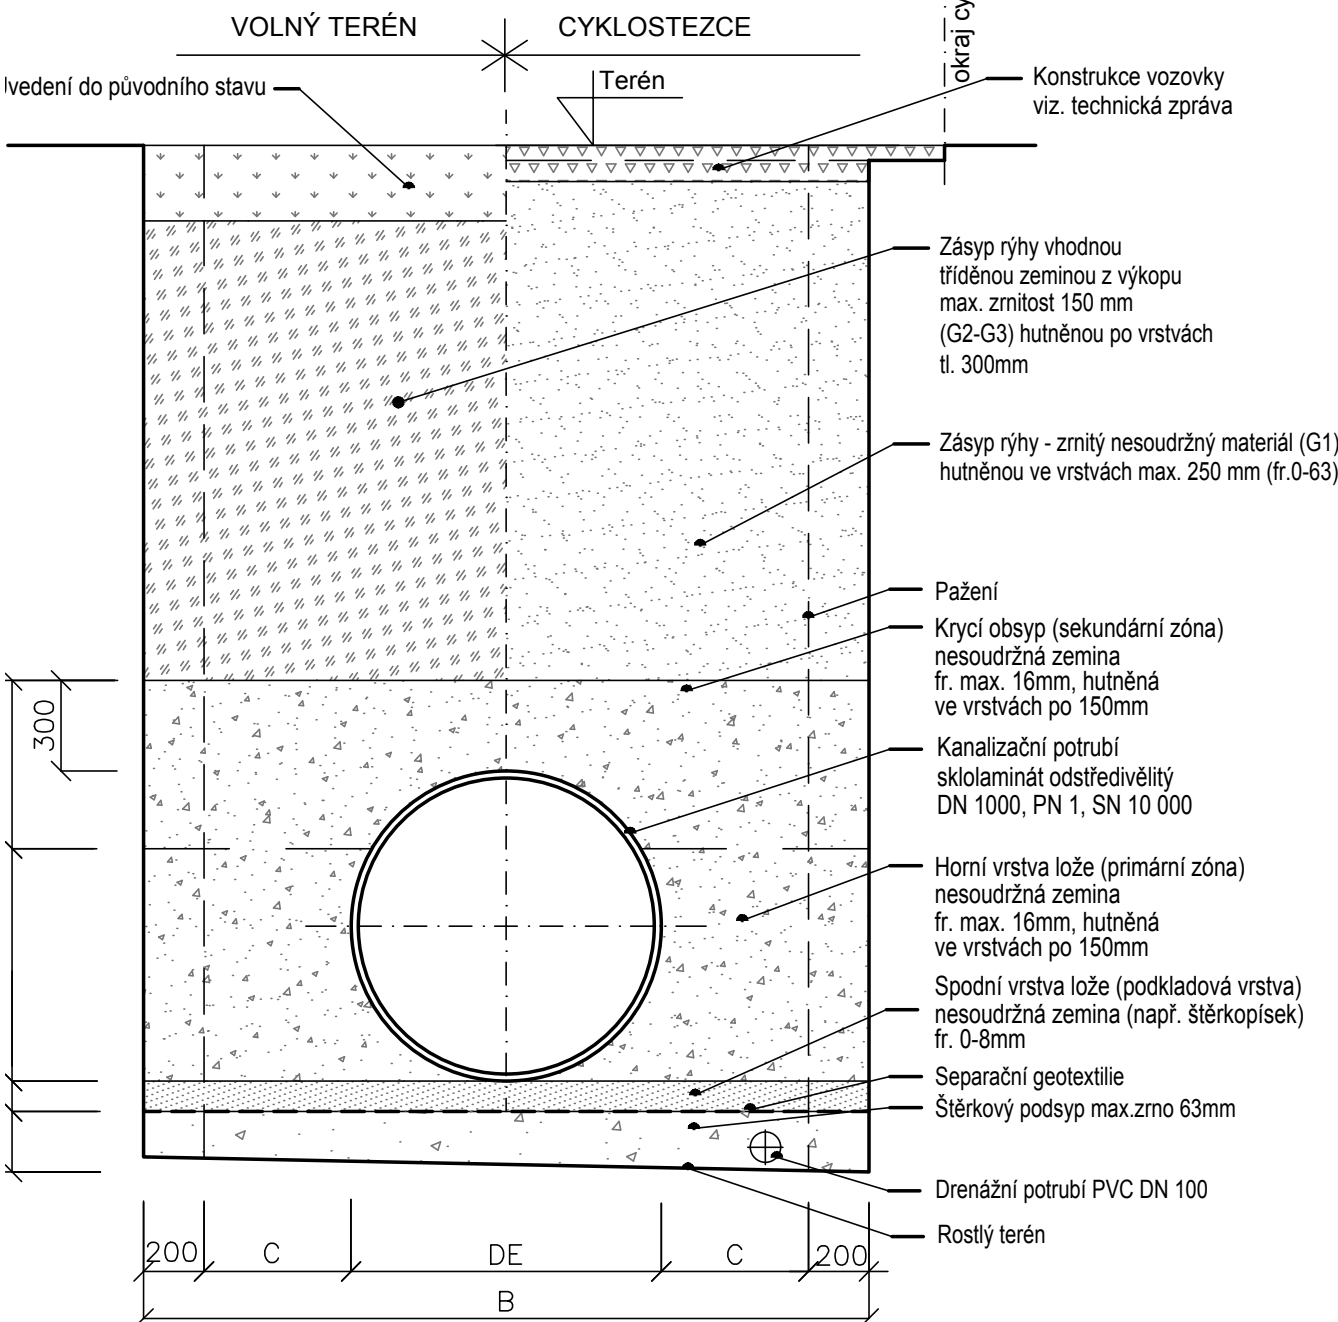 VOLNÝ TERÉN
CYKLOSTEZCE
okraj
Terén
do původního stavu
Konstrukce vozovky
viz. technická zpráva
Zásyp rýhy vhodnou
tříděnou zeminou z výkopu
max. zrnitost 150 mm
(G2-G3) hutněnou po vrstvách
tl. 300mm
Zásyp rýhy - zrnitý nesoudržný materiál (G1)
hutněnou ve vrstvách max. 250 mm (fr.0-63)
Pažení
Krycí obsyp (sekundární zóna)
nesoudržná zemina
fr. max. 16mm, hutněná
ve vrstvách po 150mm
300
Kanalizační potrubí
sklolaminát odstředivělitý
DN 1000, PN 1, SN 10 000
Horní vrstva lože (primární zóna)
nesoudržná zemina
fr. max. 16mm, hutněná
ve vrstvách po 150mm
Spodní vrstva lože (podkladová vrstva)
nesoudržná zemina (např. štěrkopísek)
fr. 0-8mm
Separační geotextilie
Štěrkový podsyp max.zrno 63mm
Drenážní potrubí PVC DN 100
Rostlý terén
200 C DE C 200
B